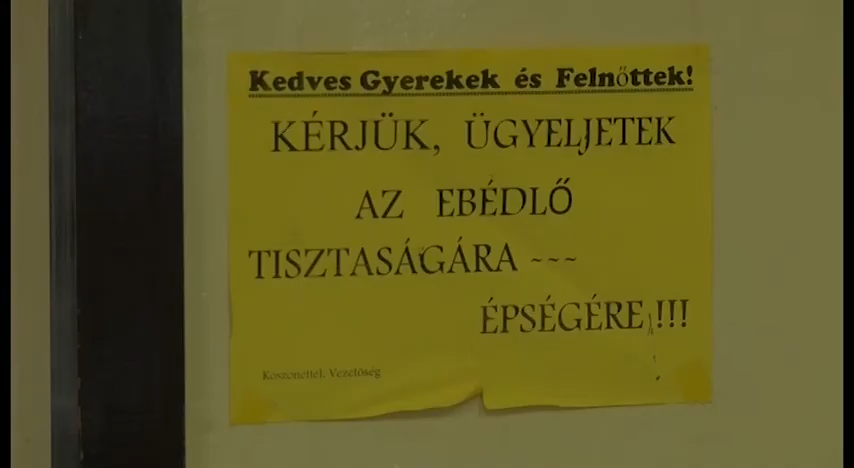 Kedves Gyerekek és Felnőttek!
KÉRJÜK, ÜGYELJETEK
AZ EBÉDLŐ
TISZTASÁGÁRA ~~~
ÉPSÉGÉRE !!!
Köszönettel: Vezetőség